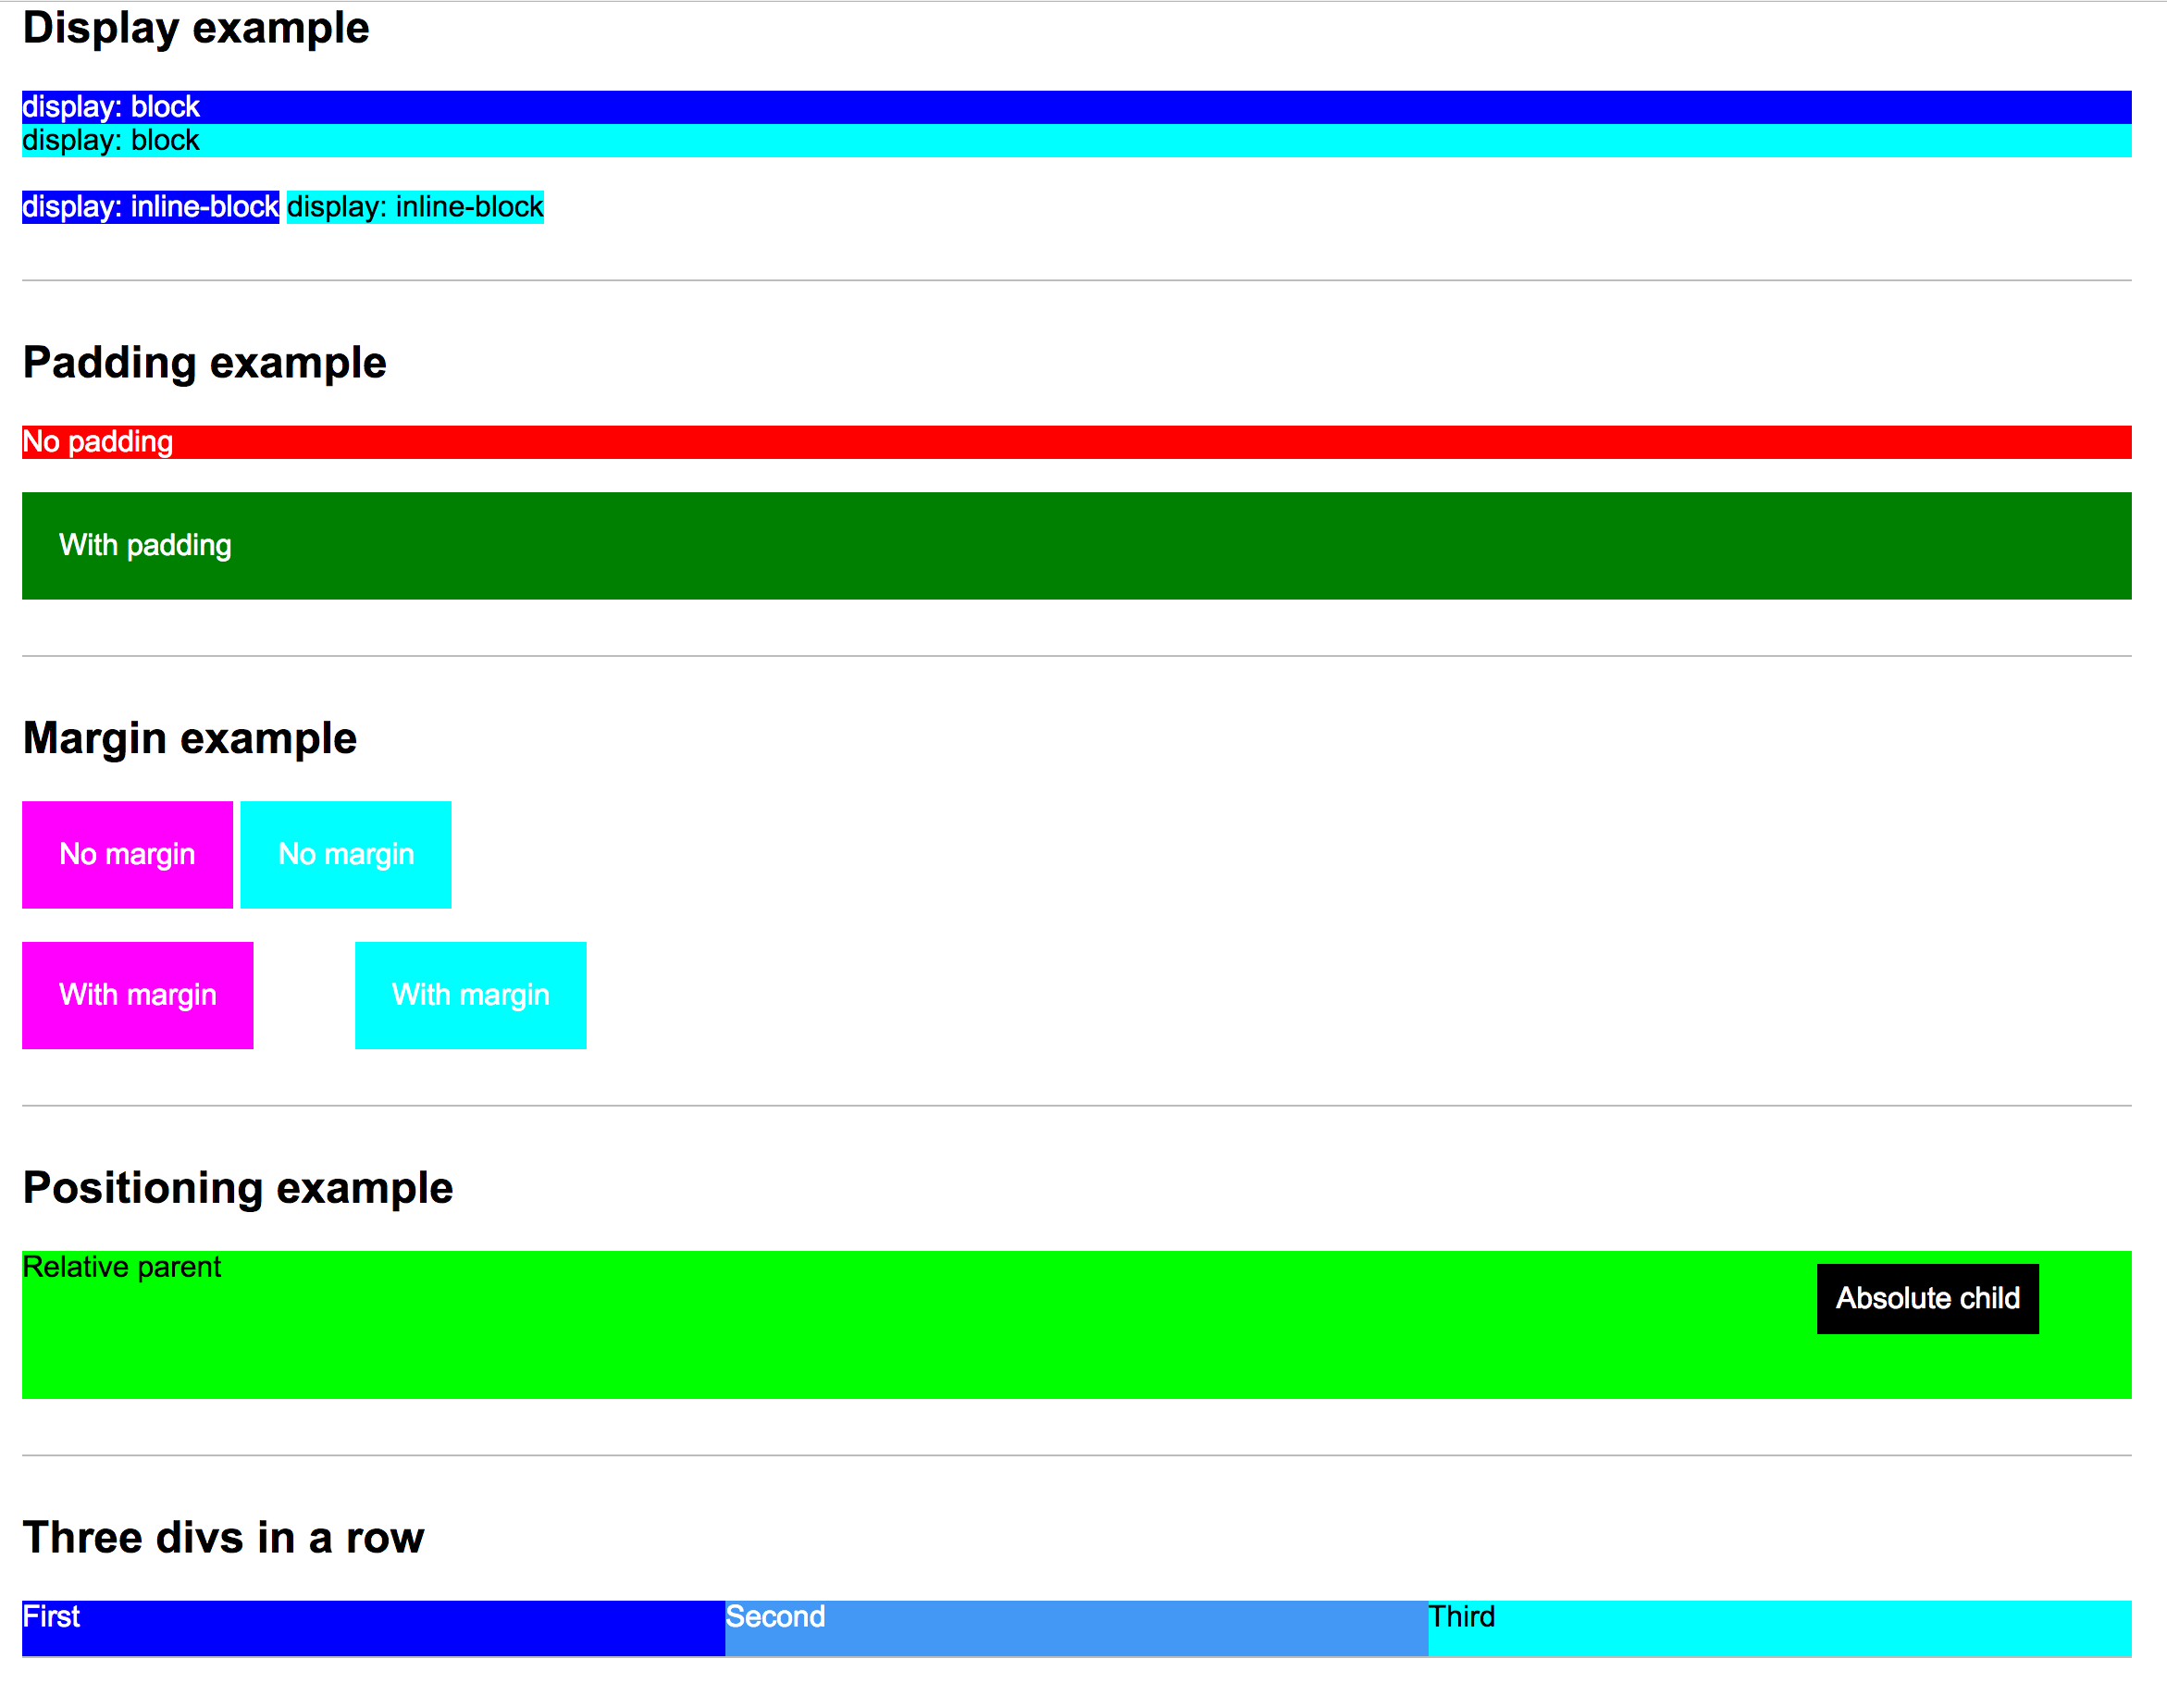 Display example
display: block
display: block
display: inline-block display: inline-block
Padding example
No padding
With padding
Margin example
No margin No margin
With margin With margin
Positioning example
Relative parent
Absolute child
Three divs in a row
First Second Third